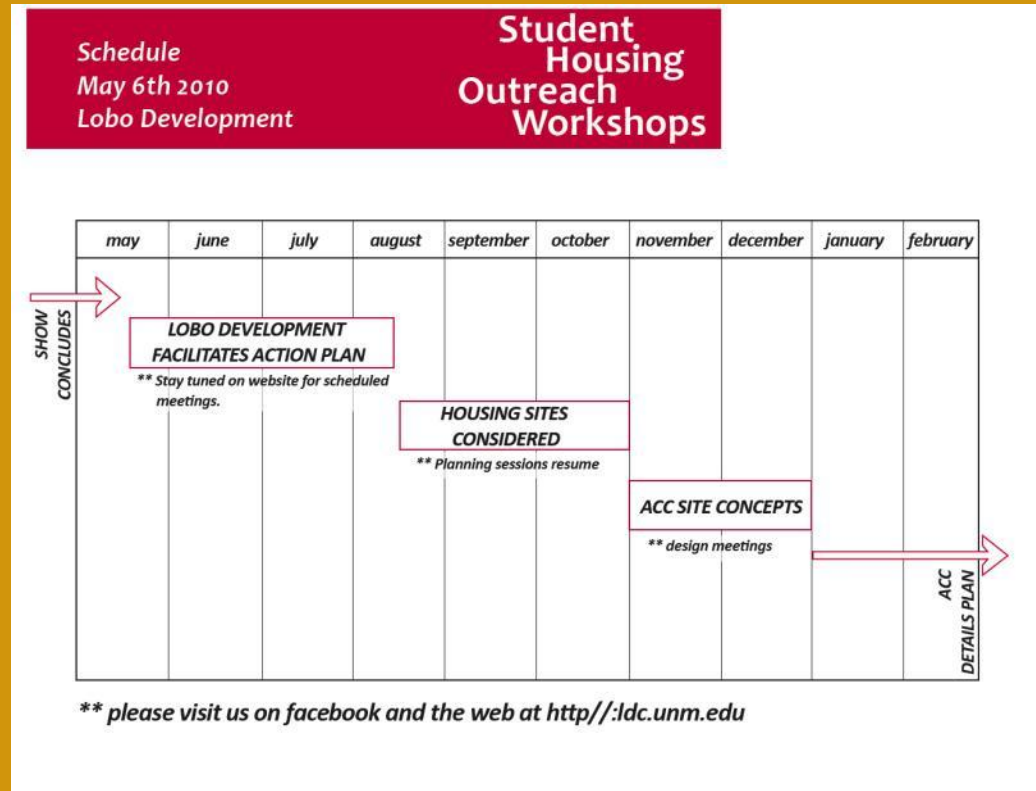 Schedule
May 6th 2010
Lobo Development
Student
Housing
Outreach
Workshops
may june july august september october november december january february
SHOW
CONCLUDES
LOBO DEVELOPMENT
FACILITATES ACTION PLAN
** Stay tuned on website for scheduled
meetings.
HOUSING SITES
CONSIDERED
** Planning sessions resume
ACC SITE CONCEPTS
** design meetings
ACC
DETAILS PLAN
** please visit us on facebook and the web at http//:ldc.unm.edu